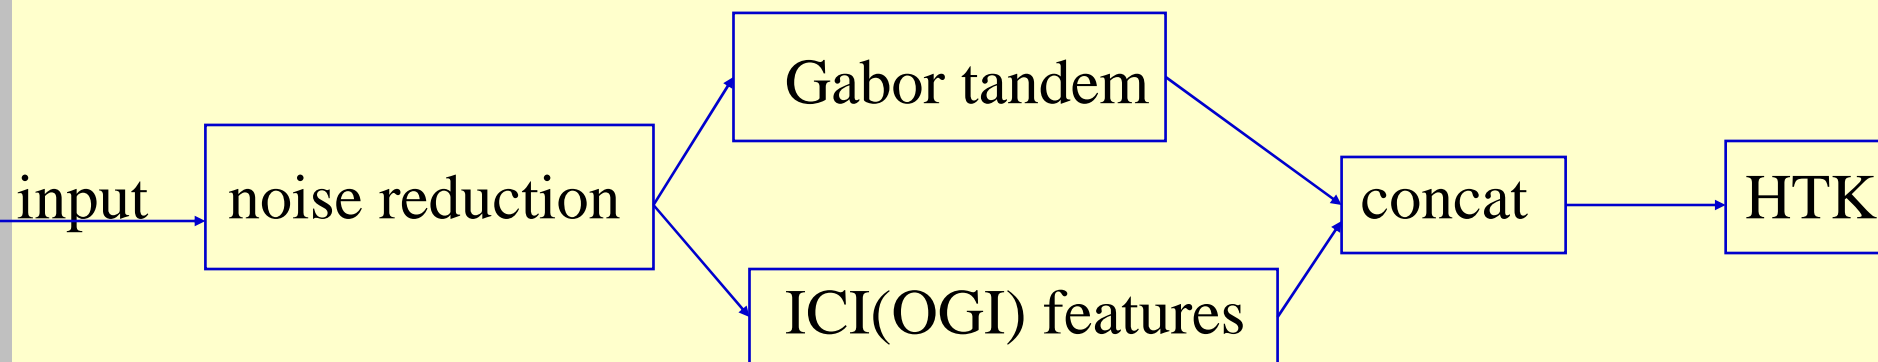 Gabor tandem
input
noise reduction
concat
HTK
ICI(OGI) features